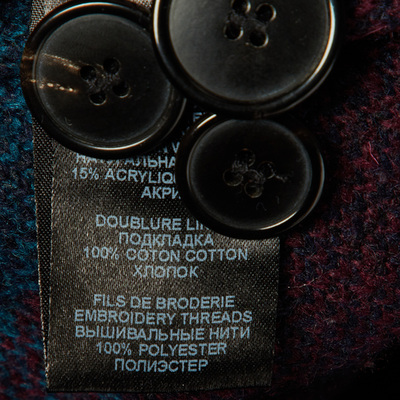 НАТУРАЛЬНА
15% ACRYLIQUE
АКРИ
DOUBLURE LI
ПОДКЛАДКА
100% COTON COTTON
ХЛОПОК
FILS DE BRODERIE
EMBROIDERY THREADS
ВЫШИВАЛЬНЫЕ НИТИ
100% POLYESTER
ПОЛИЭСТЕР